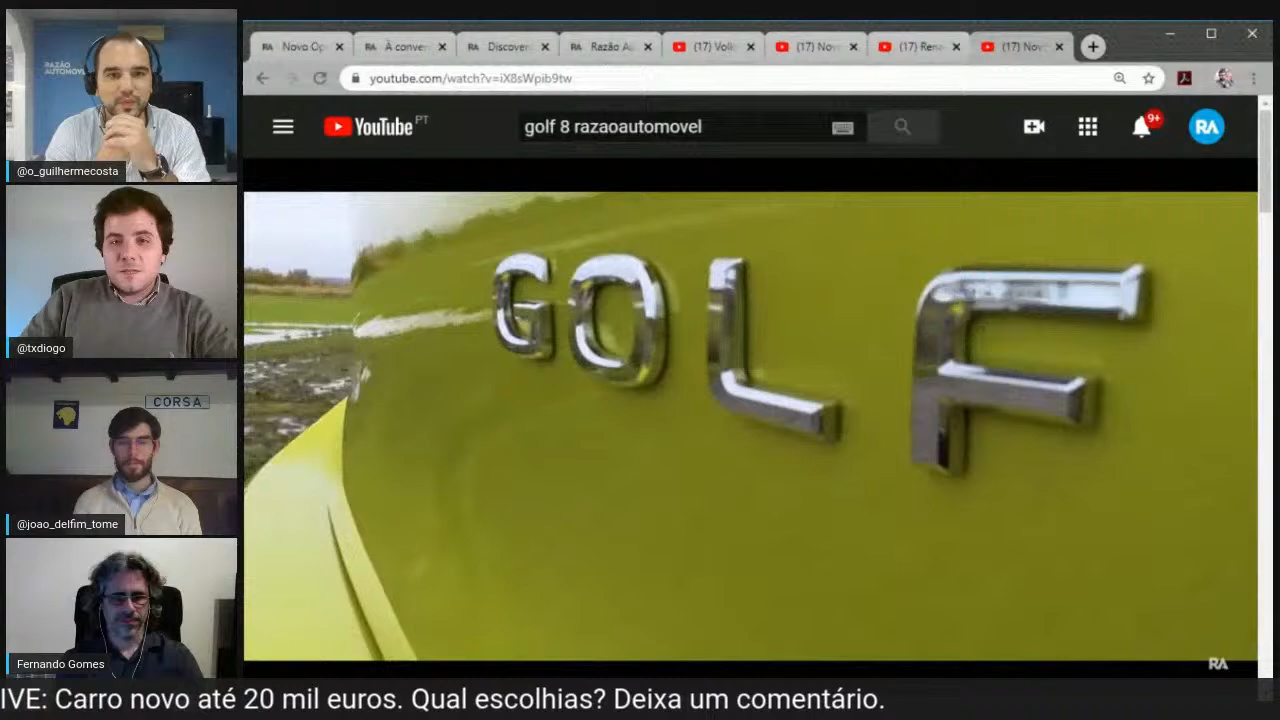 RAZÃO
AUTOMÓVEL
@o_guilhermecosta
@txdiogo
CORSA
@joao_delfim_tome
Fernando Gomes
RA Novo Op
RA À conver
RA Discover
RA Razão Au
(17) Volk
(17) Nov
(17) Ren
(17) Nov
youtube.com/watch?v=iX8sWpib9tw
YouTube PT
golf 8 razaoautomovel
9+
RA
GOLF
RA
IVE: Carro novo até 20 mil euros. Qual escolhias? Deixa um comentário.